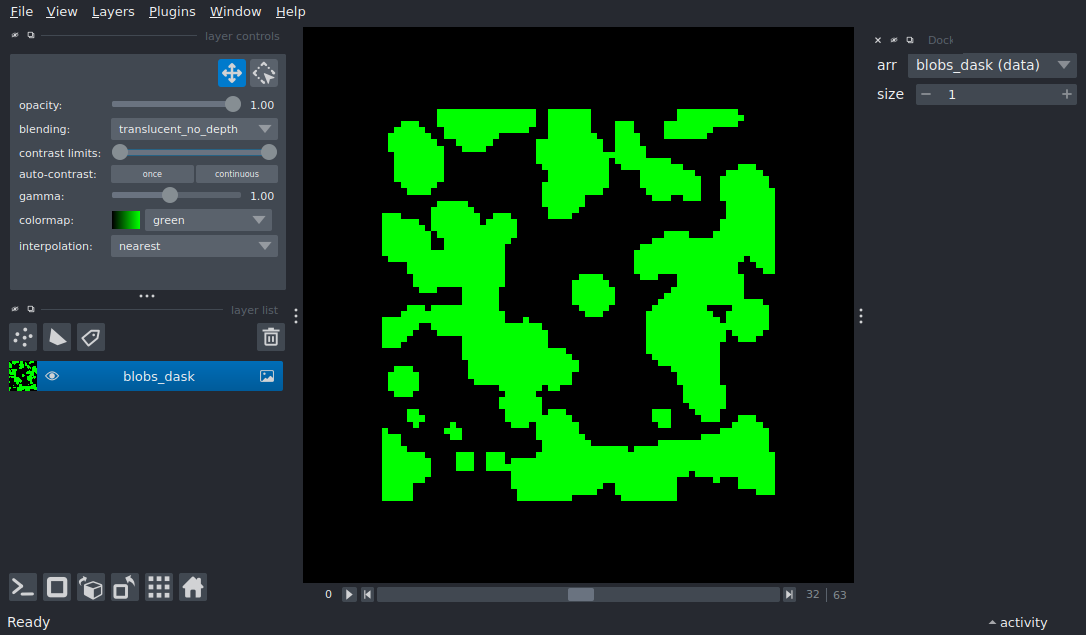 File View Layers Plugins Window Help
layer controls
opacity: 1.00
blending: translucent_no_depth
contrast limits:
auto-contrast: once continuous
gamma: 1.00
colormap: green
interpolation: nearest
layer list
blobs_dask
0 32 63
Dock
arr blobs_dask (data)
size 1
Ready
activity